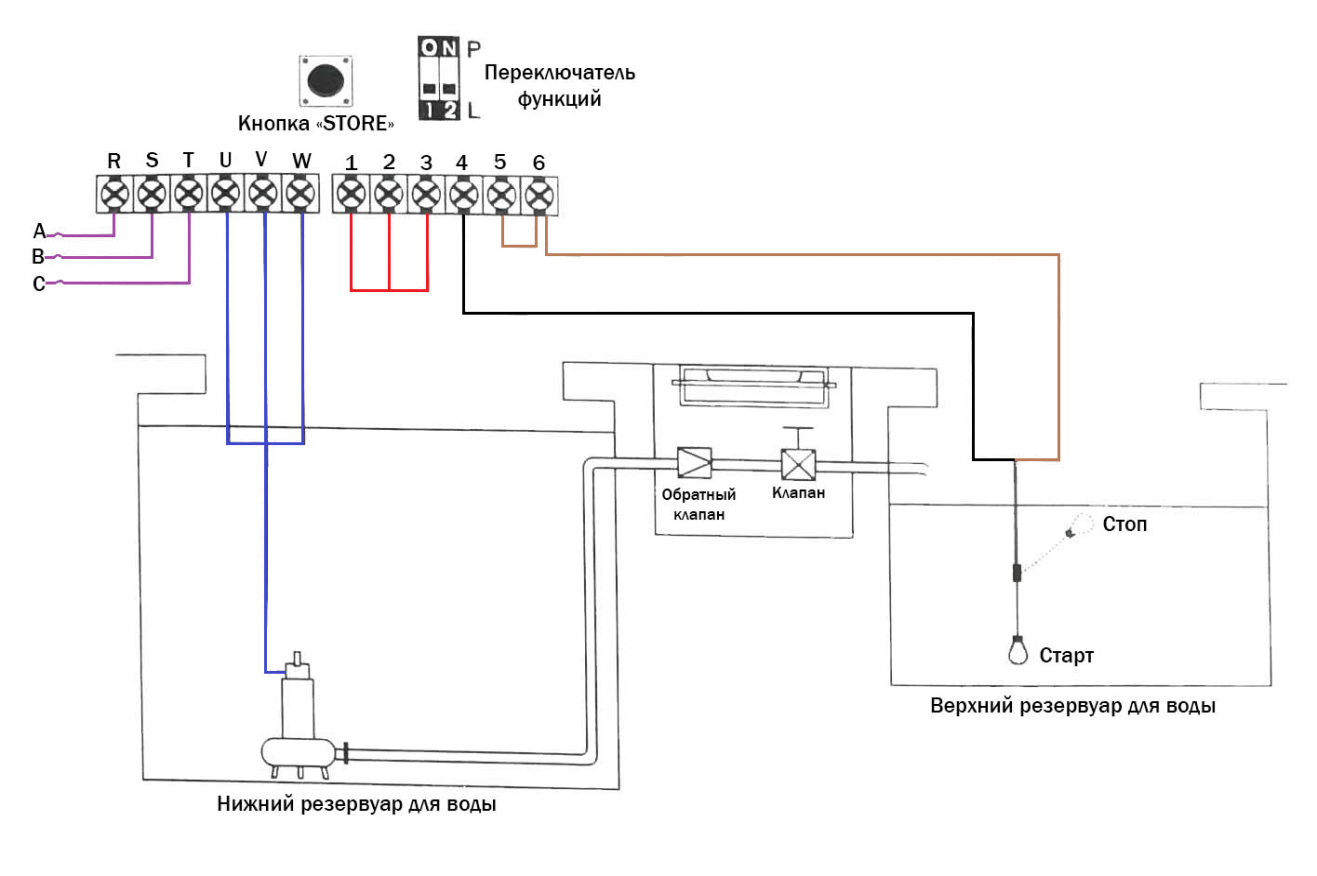 ON P
Переключатель
функций
1 2 L
Кнопка «STORE»
R S T U V W 1 2 3 4 5 6
A
B
C
Обратный
клапан
Клапан
Стоп
Старт
Верхний резервуар для воды
Нижний резервуар для воды